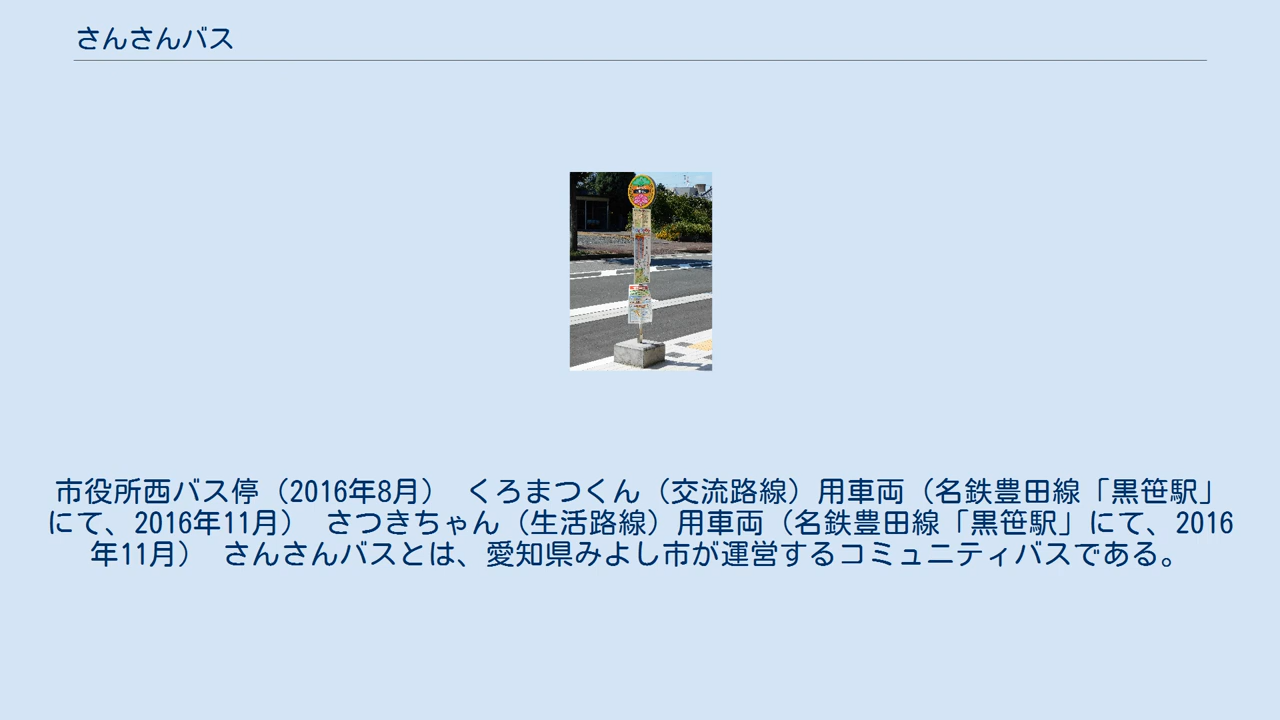 さんさんバス
市役所西バス停（2016年8月） くろまつくん（交流路線）用車両（名鉄豊田線「黒笹駅」
にて、2016年11月） さつきちゃん（生活路線）用車両（名鉄豊田線「黒笹駅」にて、2016
年11月） さんさんバスとは、愛知県みよし市が運営するコミュニティバスである。